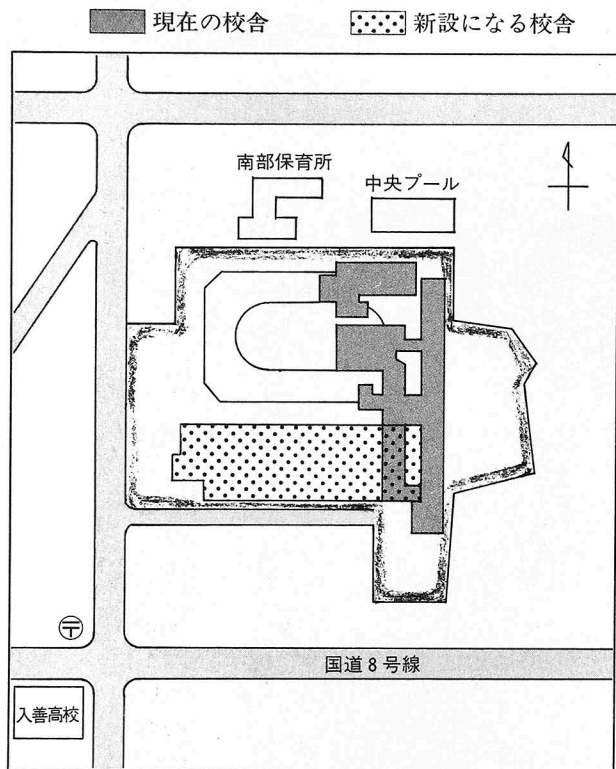 現在の校舎
新設になる校舎
南部保育所
中央プール
〶
国道8号線
入善高校